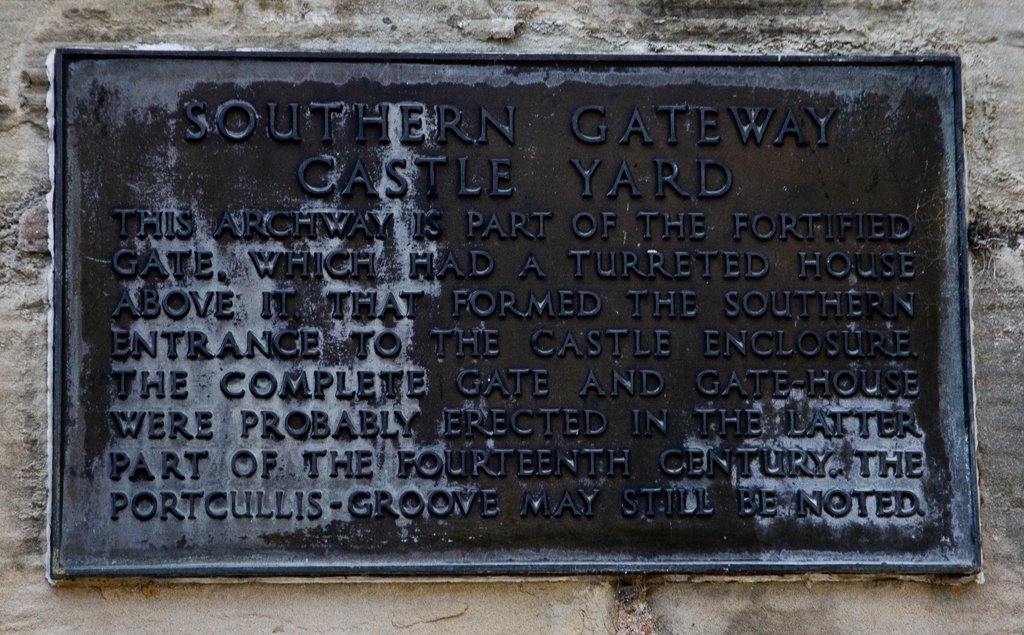 SOUTHERN GATEWAY
CASTLE YARD
THIS ARCHWAY IS PART OF THE FORTIFIED
GATE, WHICH HAD A TURRETED HOUSE
ABOVE IT, THAT FORMED THE SOUTHERN
ENTRANCE TO THE CASTLE ENCLOSURE.
THE COMPLETE GATE AND GATE-HOUSE
WERE PROBABLY ERECTED IN THE LATTER
PART OF THE FOURTEENTH CENTURY. THE
PORTCULLIS-GROOVE MAY STILL BE NOTED.